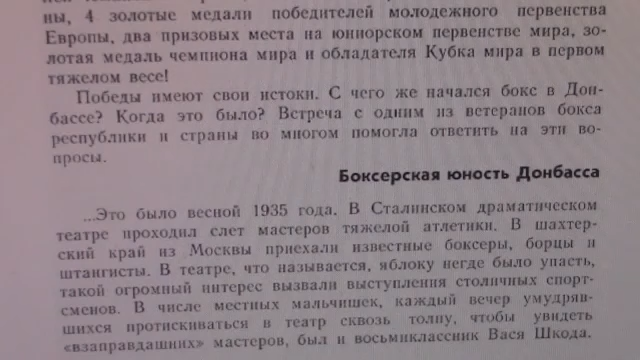 ны, 4 золотые медали победителей молодежного первенства
Европы, два призовых места на юниорском первенстве мира, зо-
лотая медаль чемпиона мира и обладателя Кубка мира в первом
тяжелом весе!
Победы имеют свои истоки. С чего же начался бокс в Дон-
бассе? Когда это было? Встреча с одним из ветеранов бокса
республики и страны во многом помогла ответить на эти во-
просы.
Боксерская юность Донбасса
...Это было весной 1935 года. В Сталинском драматическом
театре проходил слет мастеров тяжелой атлетики. В шахтер-
ский край из Москвы приехали известные боксеры, борцы и
штангисты. В театре, что называется, яблоку негде было упасть,
такой огромный интерес вызвали выступления столичных спорт-
сменов. В числе местных мальчишек, каждый вечер умудряв-
шихся протискиваться в театр сквозь толпу, чтобы увидеть
«взаправдашних» мастеров, был и восьмиклассник Вася Шкода.